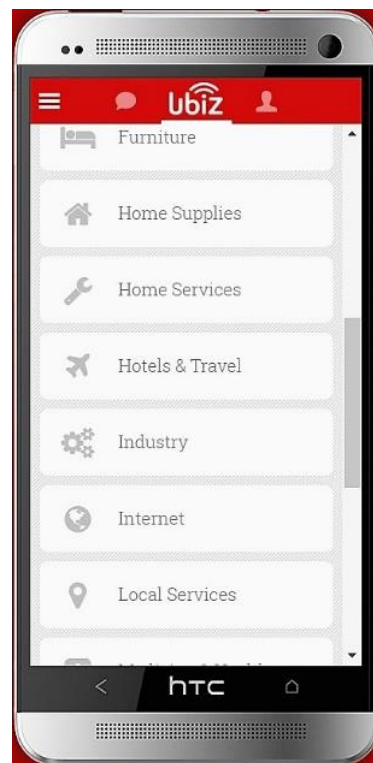 ubiz
Furniture
Home Supplies
Home Services
Hotels & Travel
Industry
Internet
Local Services
hTC